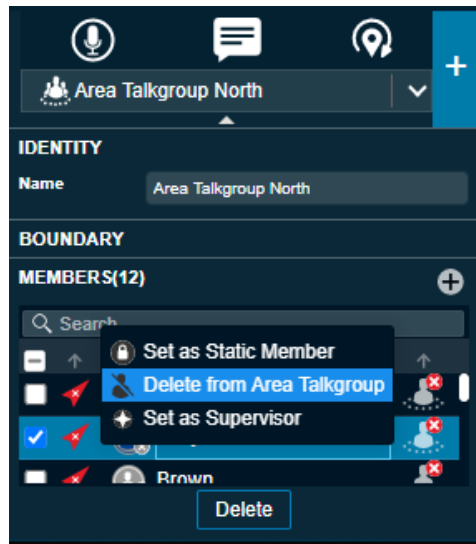 +
Area Talkgroup North
IDENTITY
Name
Area Talkgroup North
BOUNDARY
MEMBERS(12)
Search
Set as Static Member
Delete from Area Talkgroup
Set as Supervisor
Brown
Delete